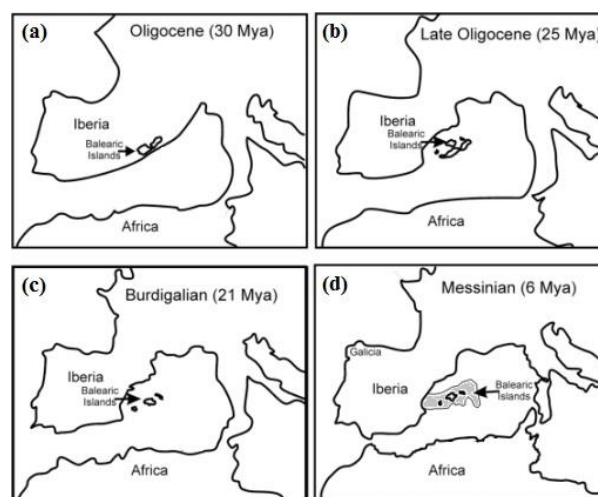 (a)
Oligocene (30 Mya)
Iberia
Balearic
Islands
Africa
(b)
Late Oligocene (25 Mya)
Iberia
Balearic
Islands
Africa
(c)
Burdigalian (21 Mya)
Iberia
Balearic
Islands
Africa
(d)
Messinian (6 Mya)
Galicia
Iberia
Balearic
Islands
Africa